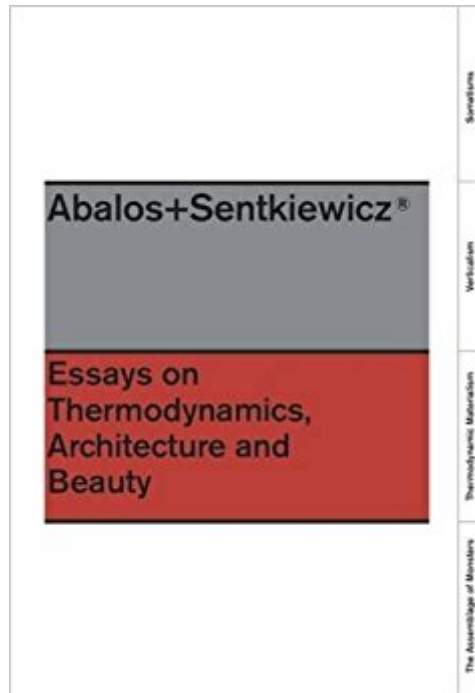 Abalos+Sentkiewicz®
Essays on
Thermodynamics,
Architecture and
Beauty
Somatisms
Verticalism
Thermodynamic Materialism
The Assemblage of Monsters